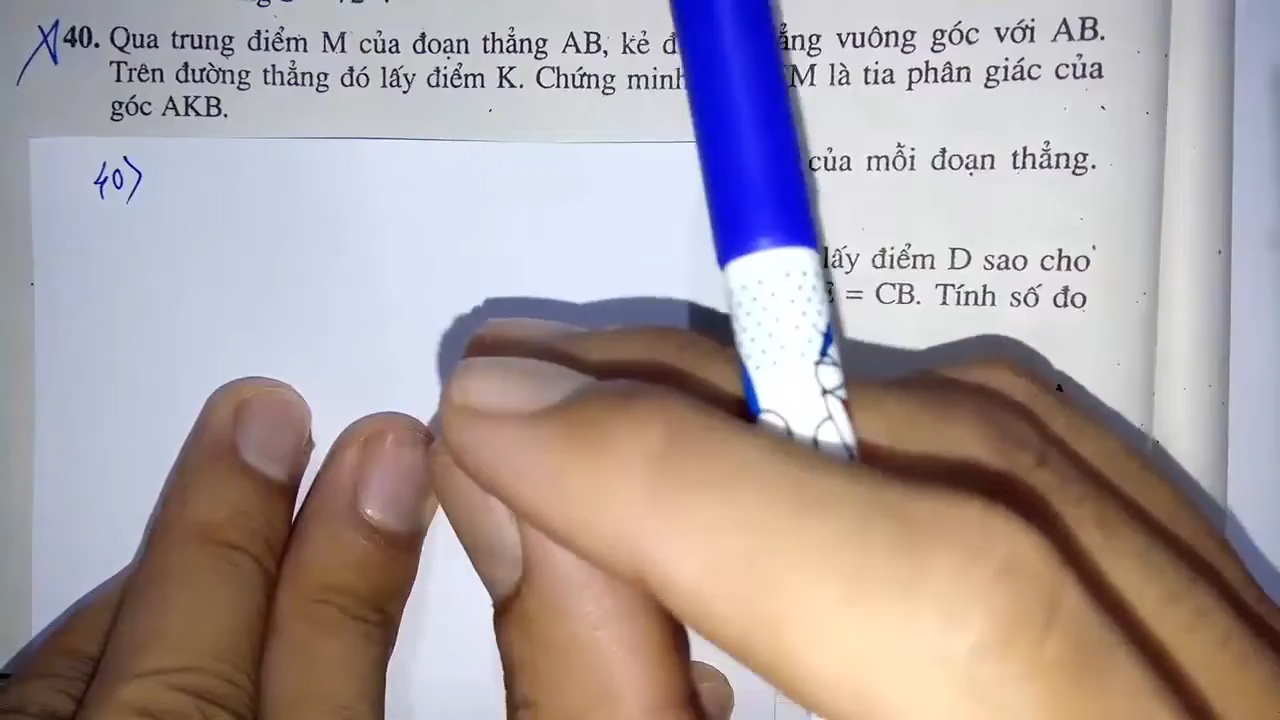 40. Qua trung điểm M của đoạn thẳng AB, kẻ vuông góc với AB.
Trên đường thẳng đó lấy điểm K. Chứng minh M là tia phân giác của
góc AKB.
40)
của mỗi đoạn thẳng.
lấy điểm D sao cho
= CB. Tính số đo